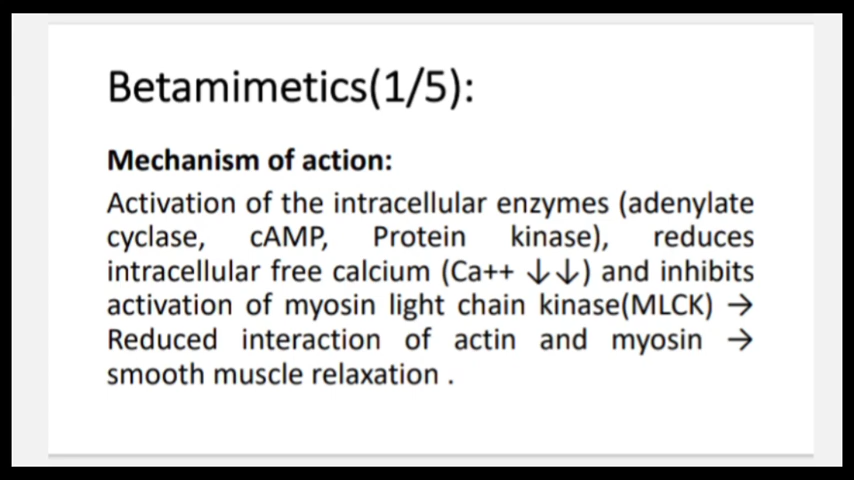 Betamimetics(1/5):
Mechanism of action:
Activation of the intracellular enzymes (adenylate
cyclase, cAMP, Protein kinase), reduces
intracellular free calcium (Ca++ ↓↓) and inhibits
activation of myosin light chain kinase(MLCK) →
Reduced interaction of actin and myosin →
smooth muscle relaxation .